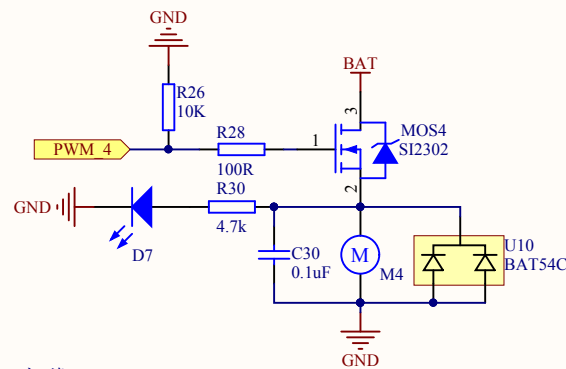 GND
BAT
R26
10K
3
MOS4
SI2302
PWM_4
R28
1
100R
2
R30
GND
4.7k
D7
C30
0.1uF
M
M4
U10
BAT54C
GND